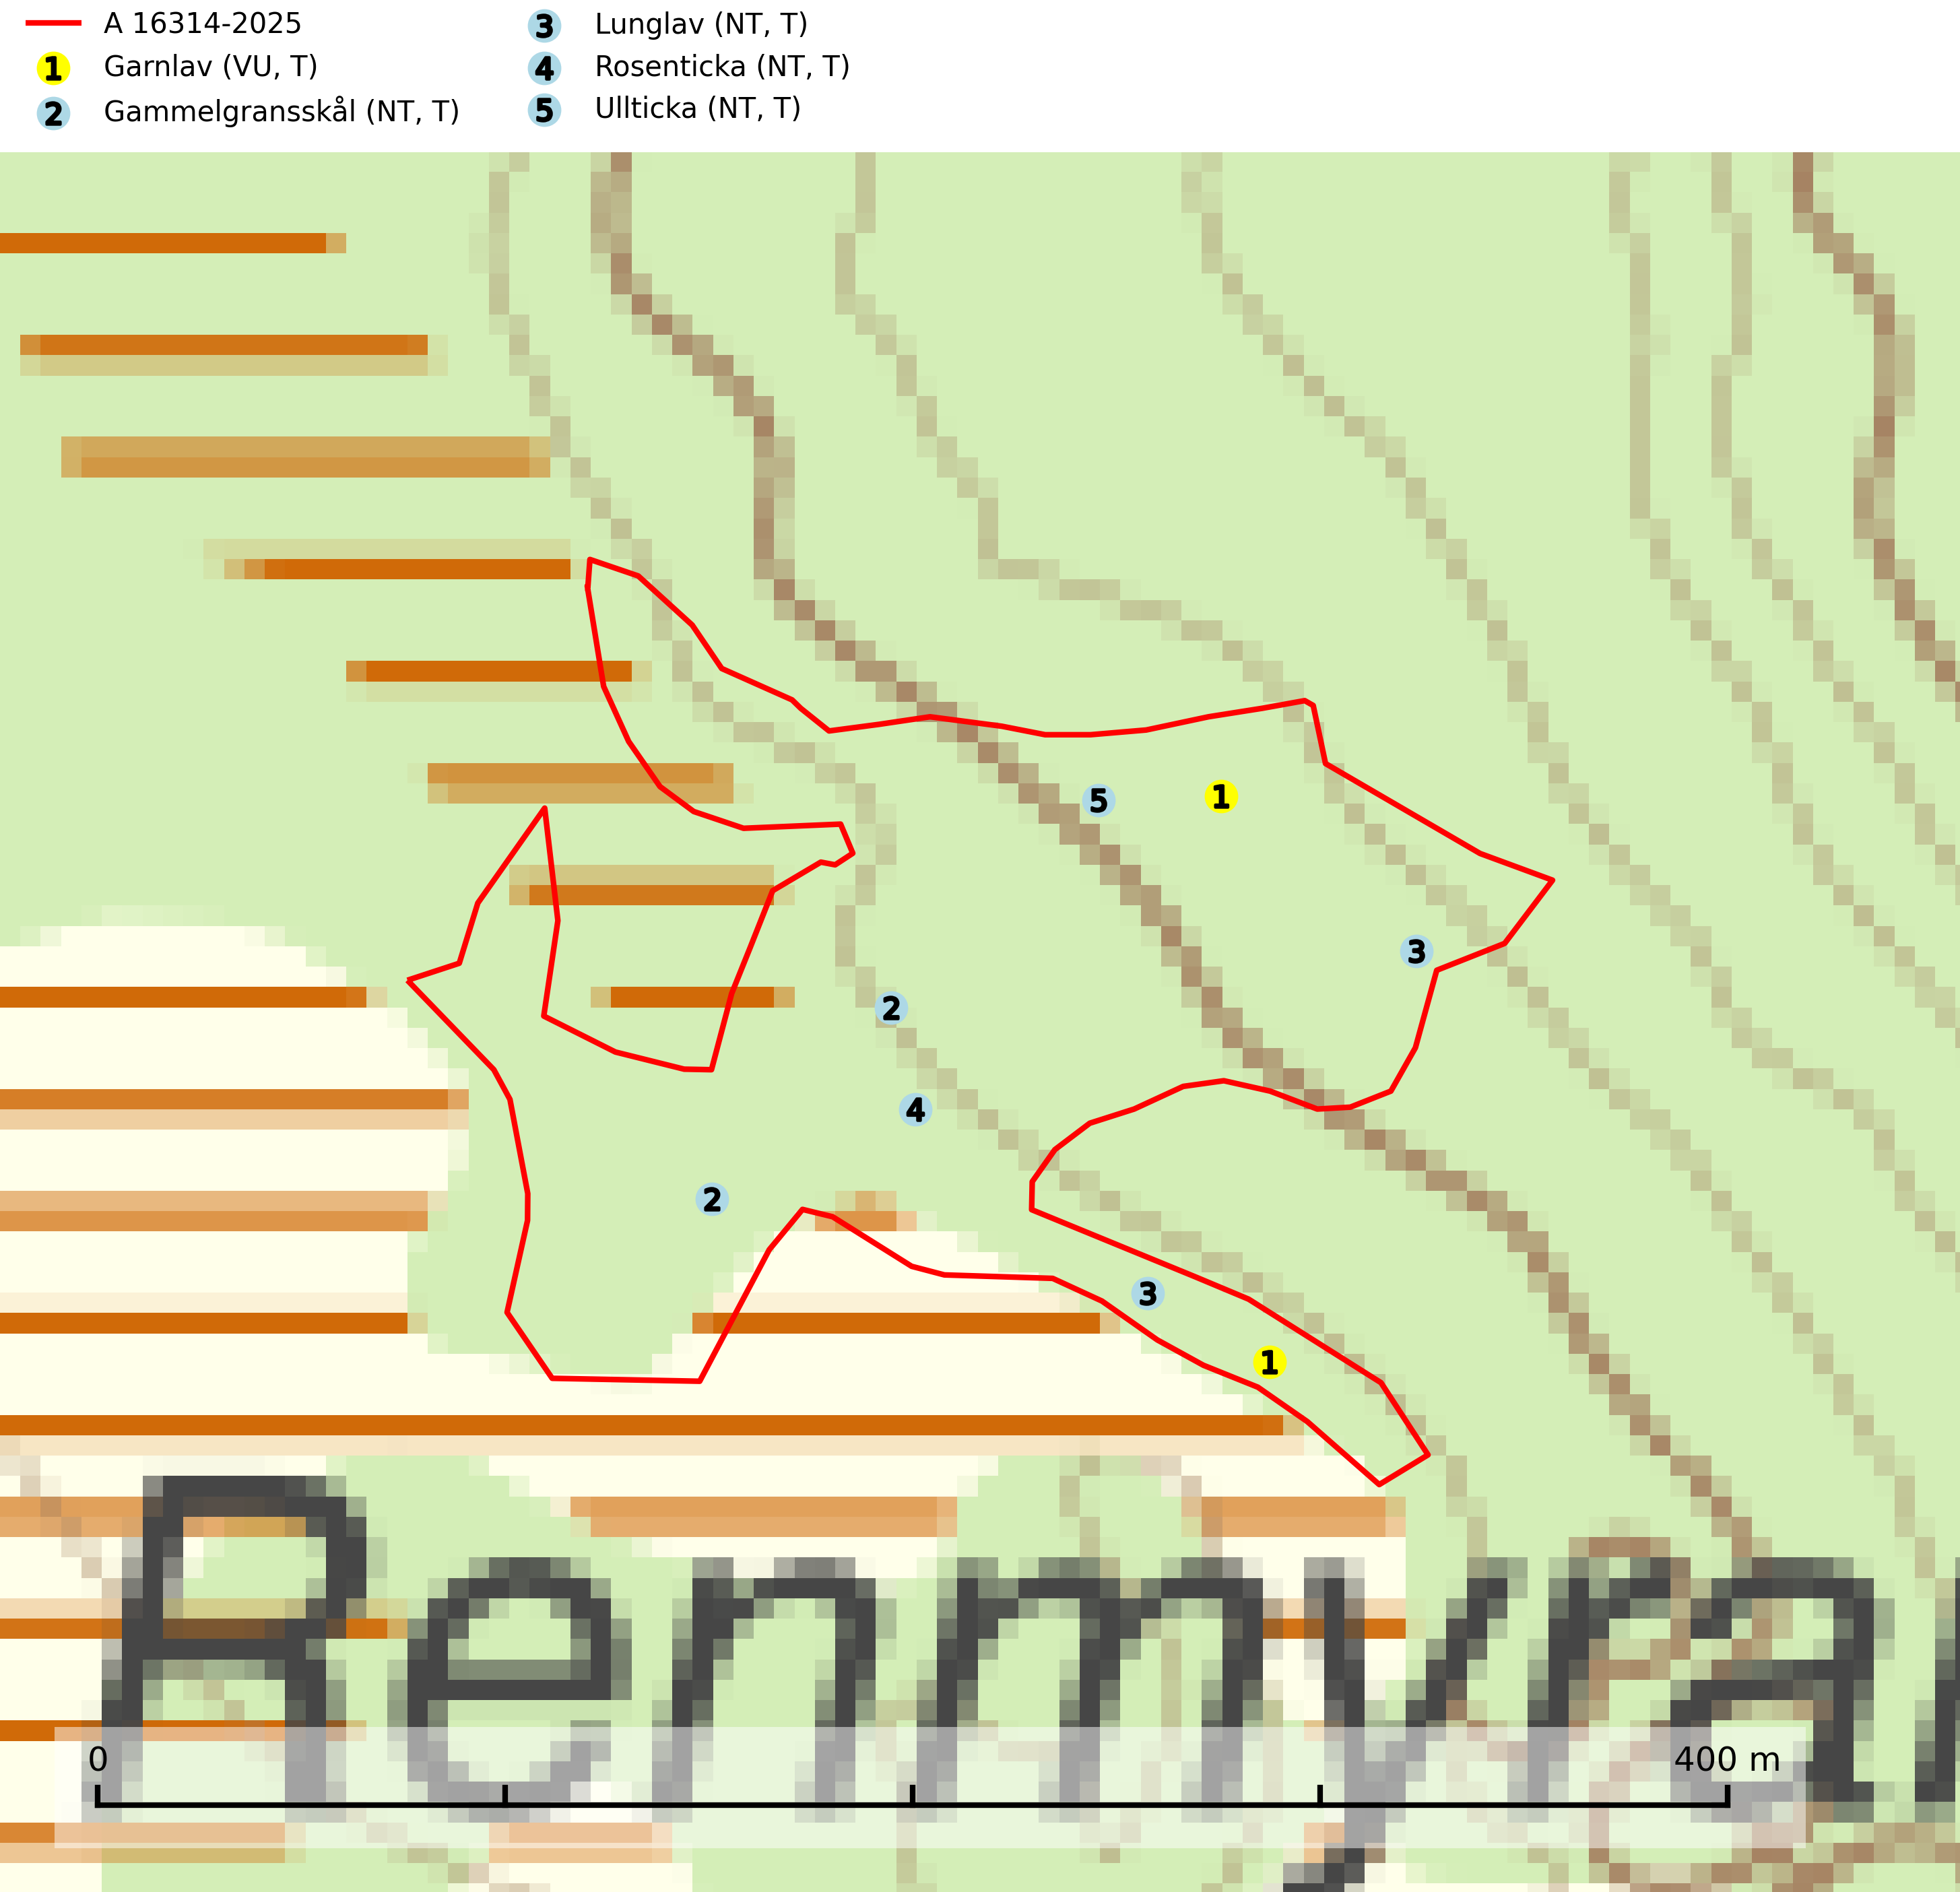 A 16314-2025
1 Garnlav (VU, T)
2 Gammelgransskål (NT, T)
3 Lunglav (NT, T)
4 Rosenticka (NT, T)
5 Ullticka (NT, T)
5 1
3
2
4
2
3
1
Renmyra
0 400 m